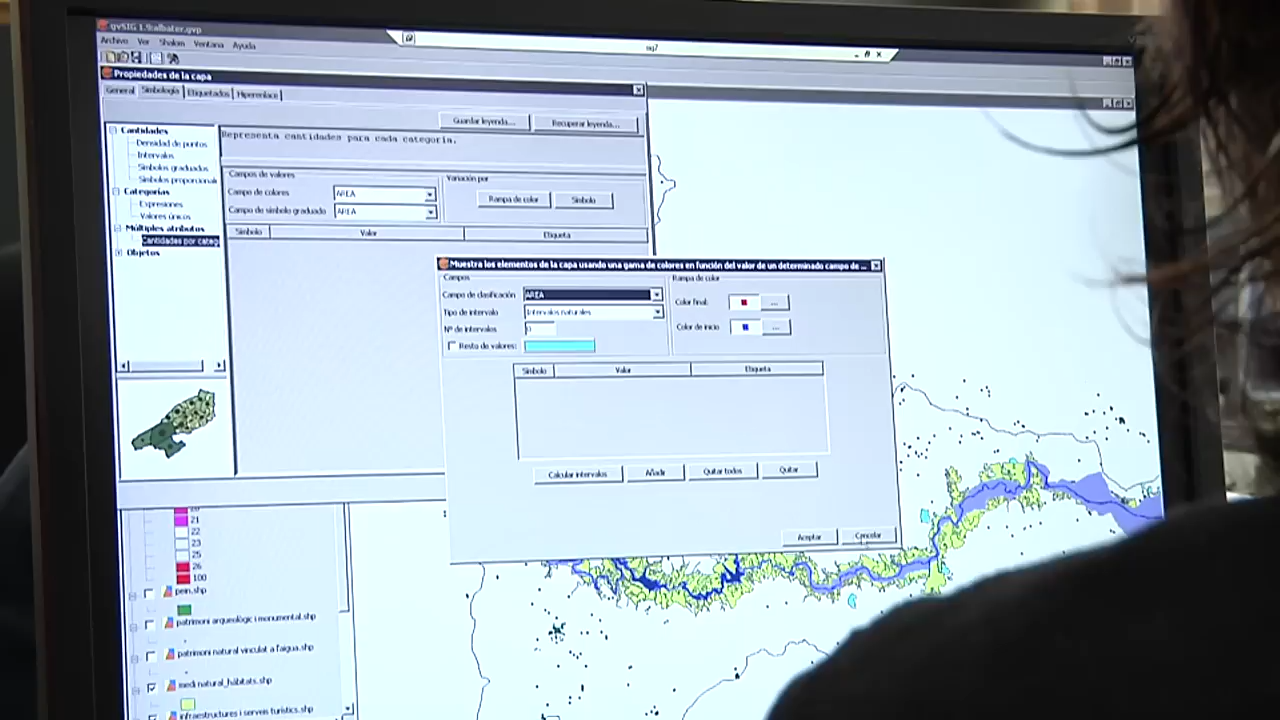 gvSIG 1.9:albater.gvp
Archivo Ver Shalom Ventana Ayuda
sig7
Propiedades de la capa
General Simbología Etiquetados Hiperenlace
Guardar leyenda... Recuperar leyenda...
Cantidades
Densidad de puntos
Intervalos
Símbolos graduados
Símbolos proporcional
Categorías
Expresiones
Valores únicos
Múltiples atributos
Cantidades por categ
Objetos
Representa cantidades para cada categoría.
Campos de valores
Campo de colores AREA
Campo de símbolo graduado AREA
Variación por
Rampa de color Símbolo
Símbolo Valor Etiqueta
Muestra los elementos de la capa usando una gama de colores en función del valor de un determinado campo de ...
Campos
Campo de clasificación AREA
Tipo de intervalo Intervalos naturales
Nº de intervalos 0
Resto de valores:
Rampa de color
Color final: ...
Color de inicio ...
Símbolo Valor Etiqueta
Calcular intervalos Añadir Quitar todos Quitar
Aceptar Cancelar
21
22
23
25
26
100
pein.shp
patrimoni arqueològic i monumental.shp
patrimoni natural vinculat a l'aigua.shp
medi natural_hàbitats.shp
infraestructures i serveis turístics.shp